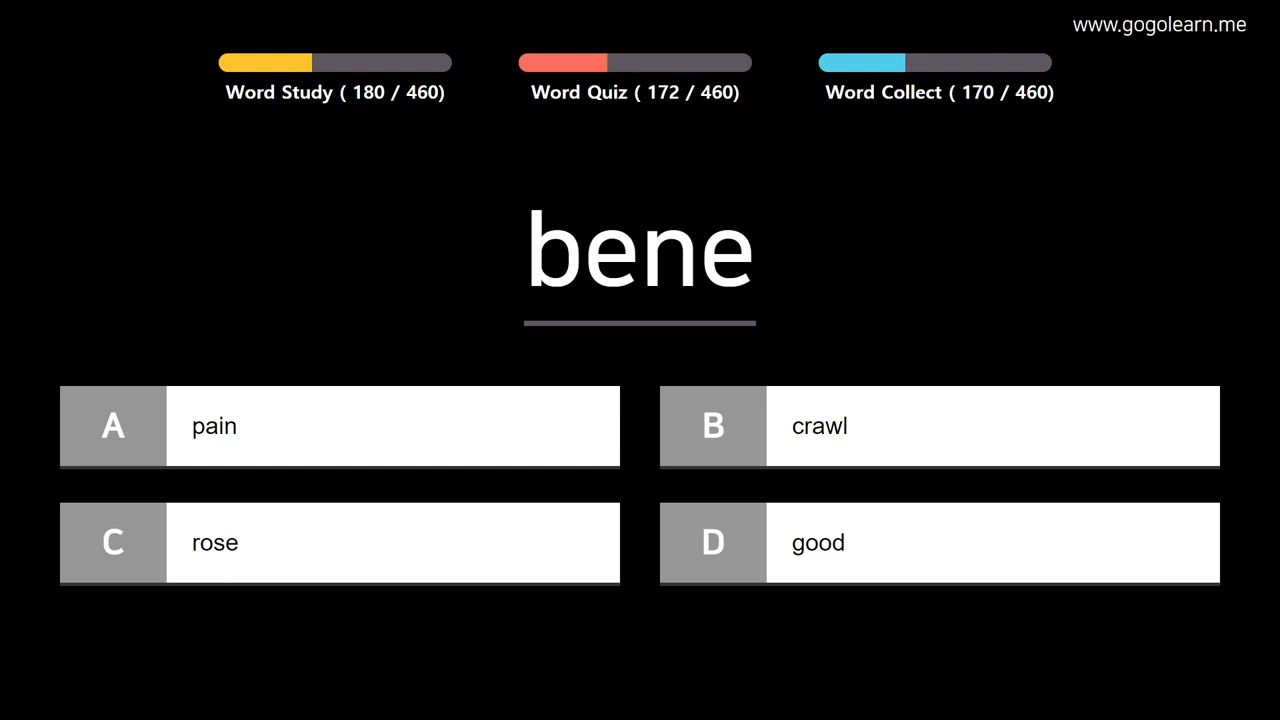 www.gogolearn.me
Word Study ( 180 / 460)
Word Quiz ( 172 / 460)
Word Collect ( 170 / 460)
bene
A pain
B crawl
C rose
D good